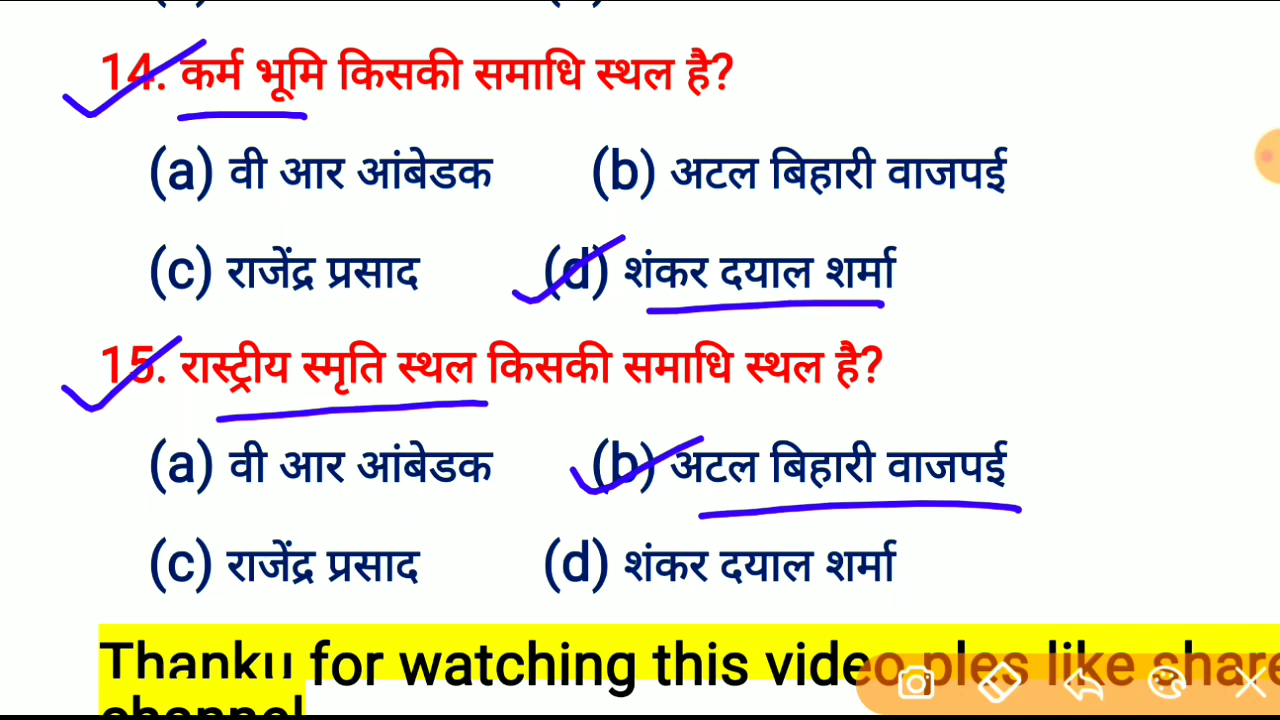 14. कर्म भूमि किसकी समाधि स्थल है?
(a) वी आर आंबेडक (b) अटल बिहारी वाजपई
(c) राजेंद्र प्रसाद (d) शंकर दयाल शर्मा
15. रास्ट्रीय स्मृति स्थल किसकी समाधि स्थल है?
(a) वी आर आंबेडक (b) अटल बिहारी वाजपई
(c) राजेंद्र प्रसाद (d) शंकर दयाल शर्मा
Thanku for watching this video ples like share
channel